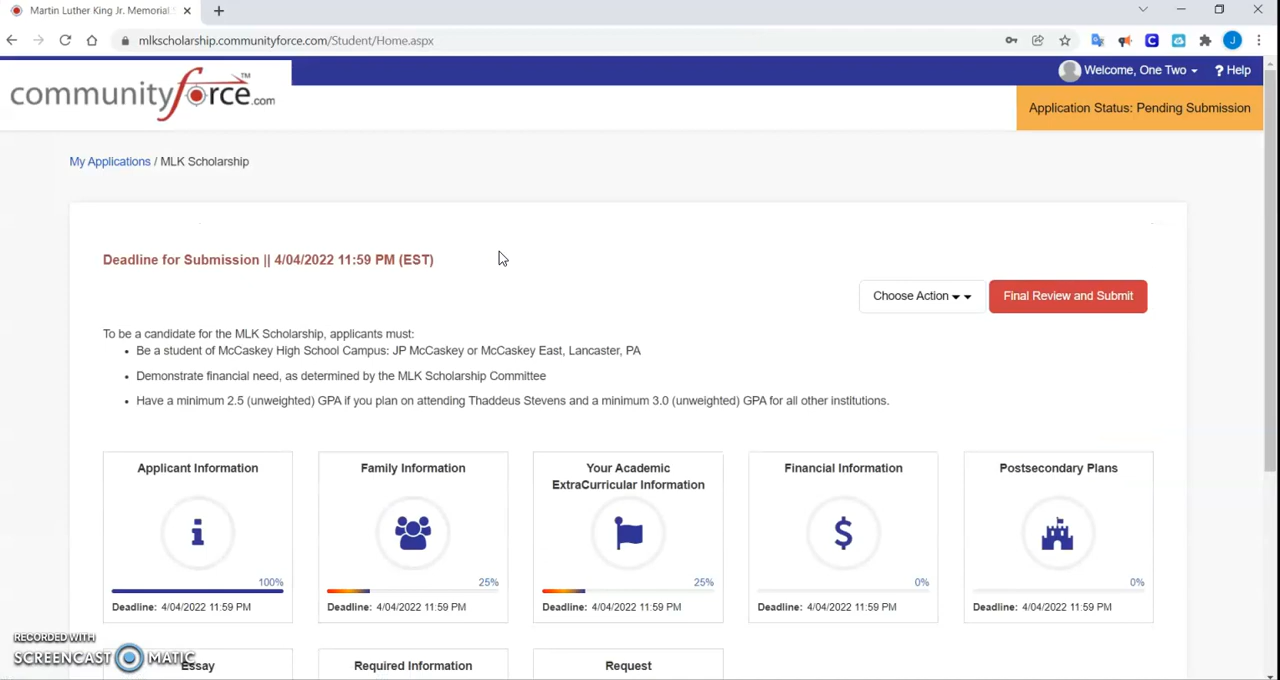 Martin Luther King Jr. Memorial
mlkscholarship.communityforce.com/Student/Home.aspx
J
communityforce.com
TM
Welcome, One Two
? Help
Application Status: Pending Submission
My Applications / MLK Scholarship
Deadline for Submission || 4/04/2022 11:59 PM (EST)
Choose Action
Final Review and Submit
To be a candidate for the MLK Scholarship, applicants must:
• Be a student of McCaskey High School Campus: JP McCaskey or McCaskey East, Lancaster, PA
• Demonstrate financial need, as determined by the MLK Scholarship Committee
• Have a minimum 2.5 (unweighted) GPA if you plan on attending Thaddeus Stevens and a minimum 3.0 (unweighted) GPA for all other institutions.
Applicant Information
100%
Deadline: 4/04/2022 11:59 PM
Family Information
25%
Deadline: 4/04/2022 11:59 PM
Your Academic
ExtraCurricular Information
25%
Deadline: 4/04/2022 11:59 PM
Financial Information
$
0%
Deadline: 4/04/2022 11:59 PM
Postsecondary Plans
0%
Deadline: 4/04/2022 11:59 PM
RECORDED WITH
SCREENCAST MATIC
Essay
Required Information
Request